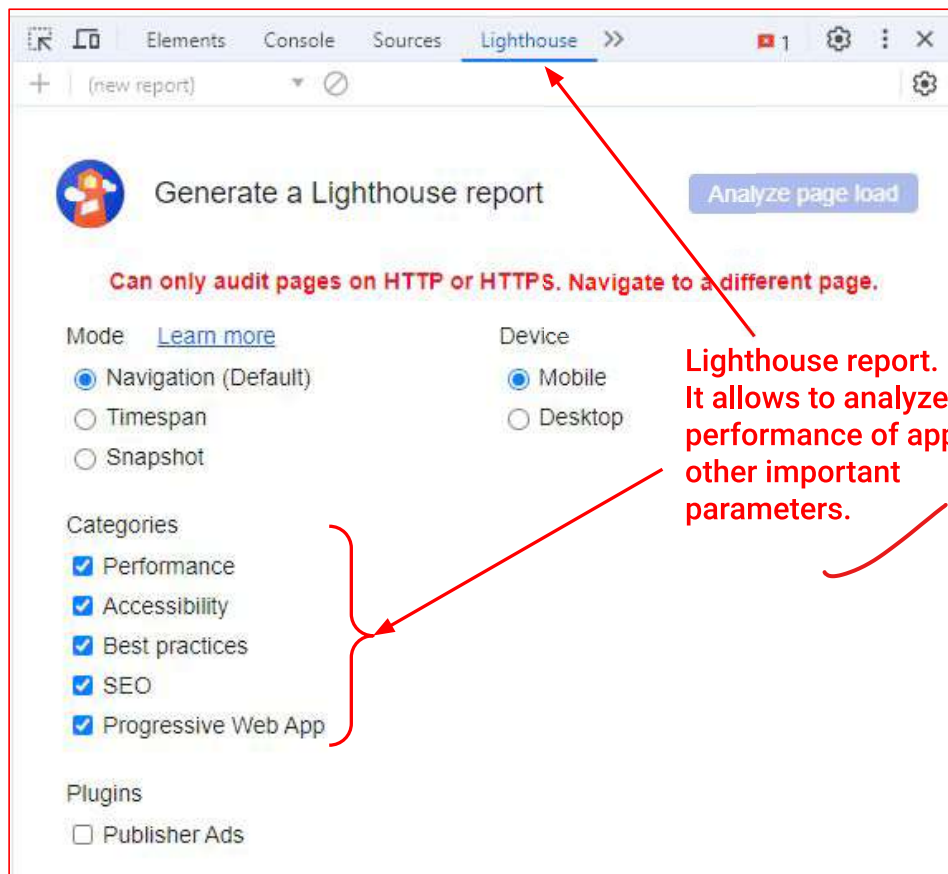 Elements Console Sources Lighthouse
1
(new report)
Generate a Lighthouse report
Analyze page load
Can only audit pages on HTTP or HTTPS. Navigate to a different page.
Mode Learn more
Device
Navigation (Default)
Mobile
Timespan
Desktop
Snapshot
Lighthouse report.
It allows to analyze
performance of app
other important
parameters.
Categories
Performance
Accessibility
Best practices
SEO
Progressive Web App
Plugins
Publisher Ads